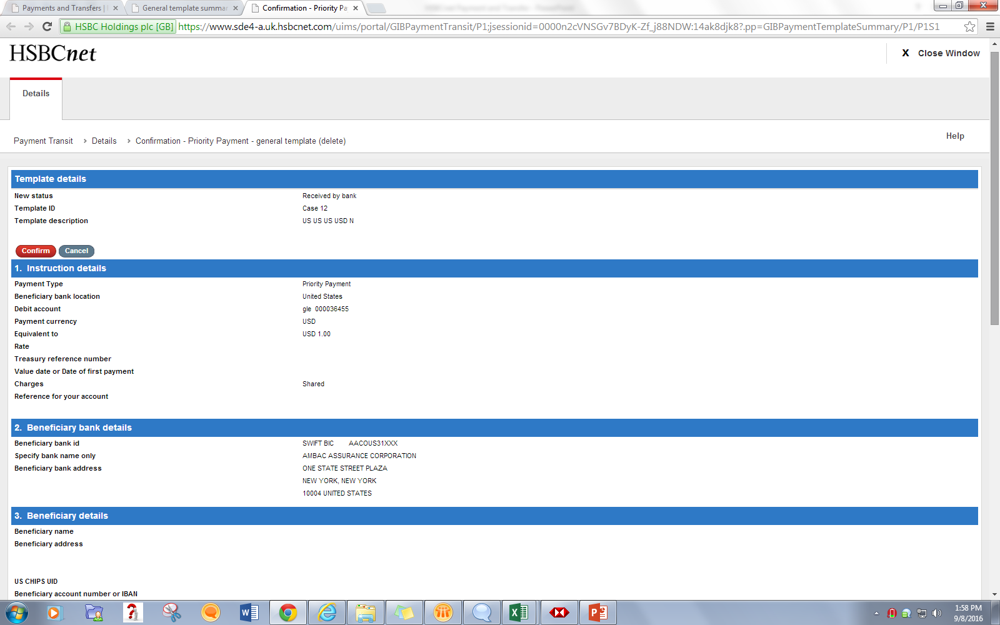 Payments and Transfers |
General template summar
Confirmation - Priority Pa
HSBC Holdings plc [GB]
https://www.sde4-a.uk.hsbcnet.com/uims/portal/GIBPaymentTransit/P1;jsessionid=0000n2cVNSGv7BDyK-Zf_j88NDW:14ak8djk8?.pp=GIBPaymentTemplateSummary/P1/P1S1
HSBCnet
X Close Window
Details
Payment Transit > Details > Confirmation - Priority Payment - general template (delete)
Help
Template details
New status Received by bank
Template ID Case 12
Template description US US US USD N
Confirm Cancel
1. Instruction details
Payment Type Priority Payment
Beneficiary bank location United States
Debit account gle 000036455
Payment currency USD
Equivalent to USD 1.00
Rate
Treasury reference number
Value date or Date of first payment
Charges Shared
Reference for your account
2. Beneficiary bank details
Beneficiary bank id SWIFT BIC AACOUS31XXX
Specify bank name only AMBAC ASSURANCE CORPORATION
Beneficiary bank address ONE STATE STREET PLAZA
NEW YORK, NEW YORK
10004 UNITED STATES
3. Beneficiary details
Beneficiary name
Beneficiary address
US CHIPS UID
Beneficiary account number or IBAN
1:58 PM
9/8/2016